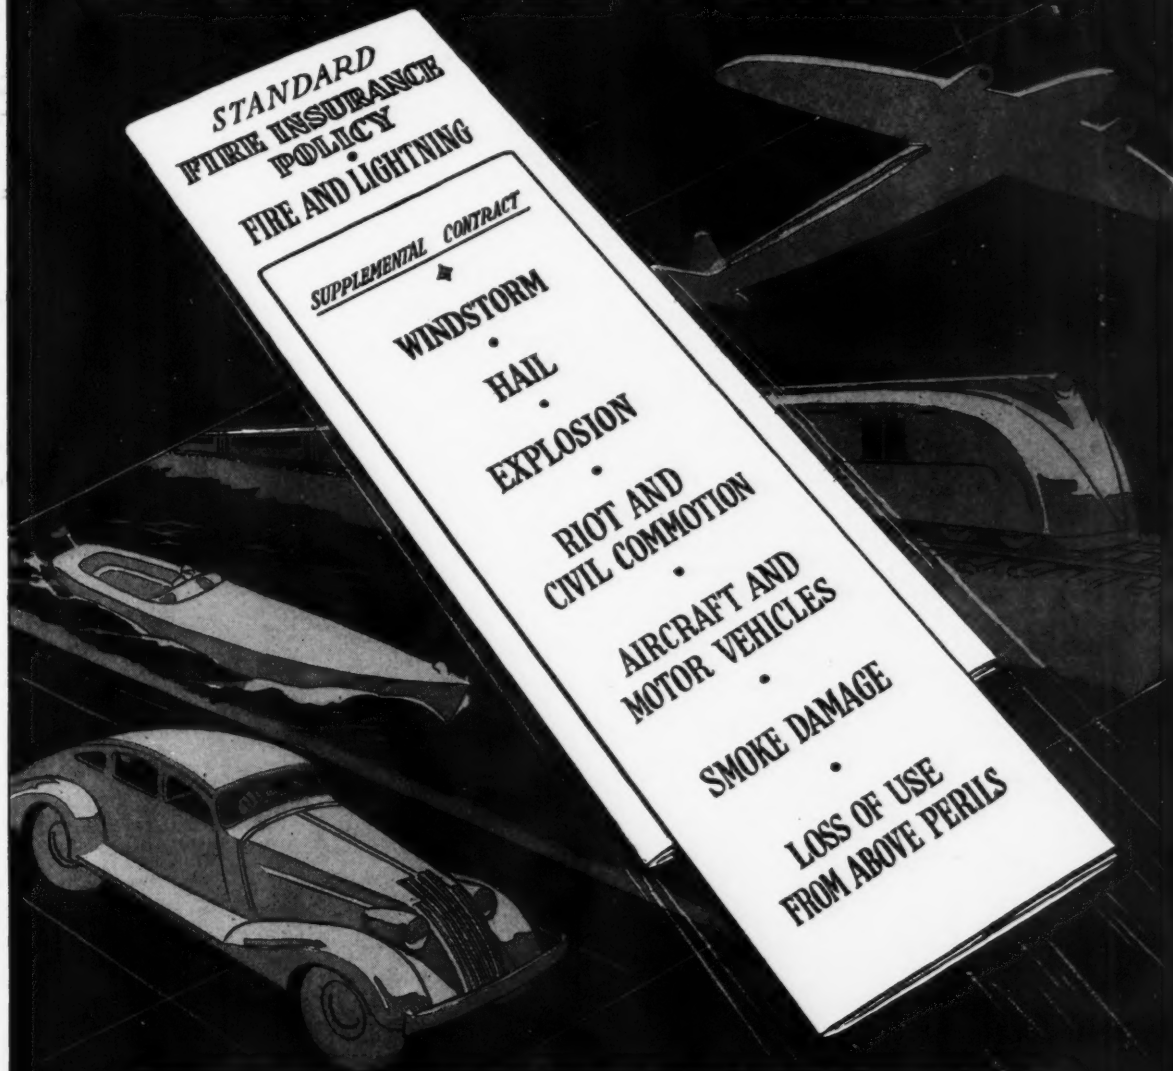 STANDARD
FIRE INSURANCE
POLICY
FIRE AND LIGHTNING
SUPPLEMENTAL CONTRACT
WINDSTORM
HAIL
EXPLOSION
RIOT AND
CIVIL COMMOTION
AIRCRAFT AND
MOTOR VEHICLES
SMOKE DAMAGE
LOSS OF USE
FROM ABOVE PERILS